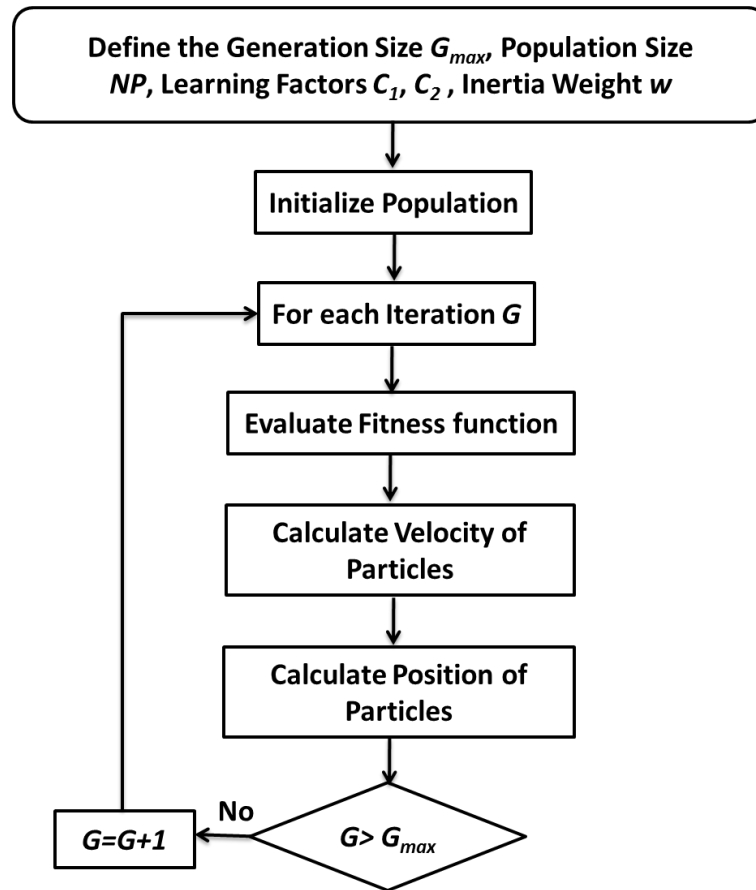 Define the Generation Size Gmax, Population Size
NP, Learning Factors C1, C2 , Inertia Weight w
Initialize Population
For each Iteration G
Evaluate Fitness function
Calculate Velocity of
Particles
Calculate Position of
Particles
No
G=G+1
G> Gmax